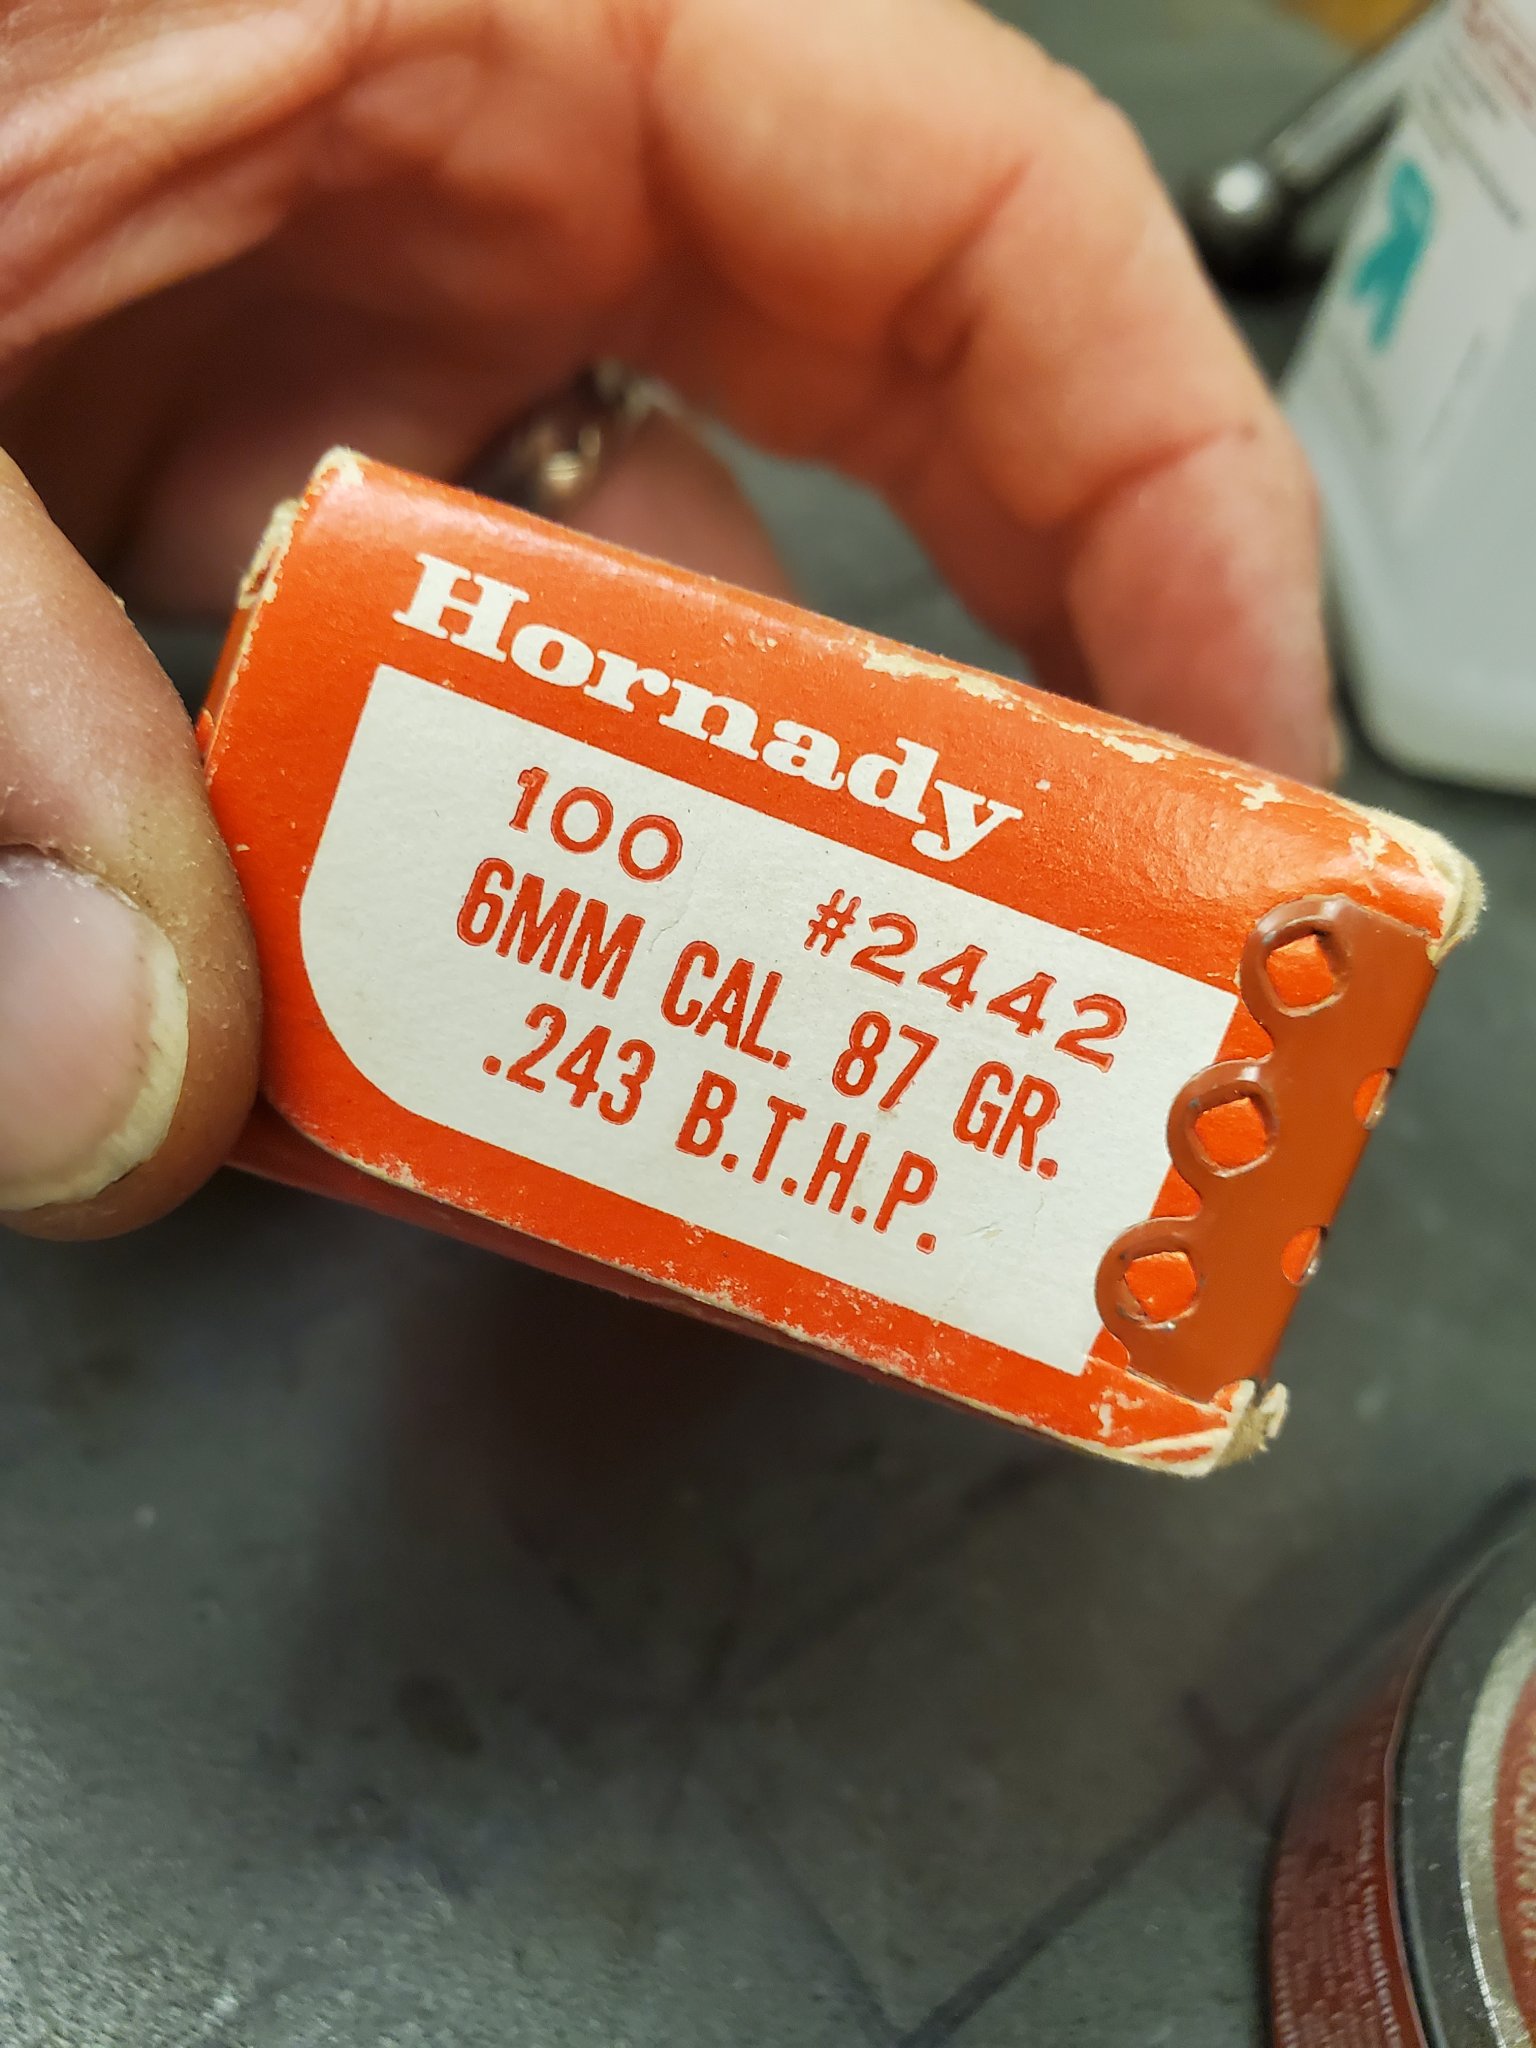 Hornady
100 #2442
6MM CAL. 87 GR.
.243 B.T.H.P.